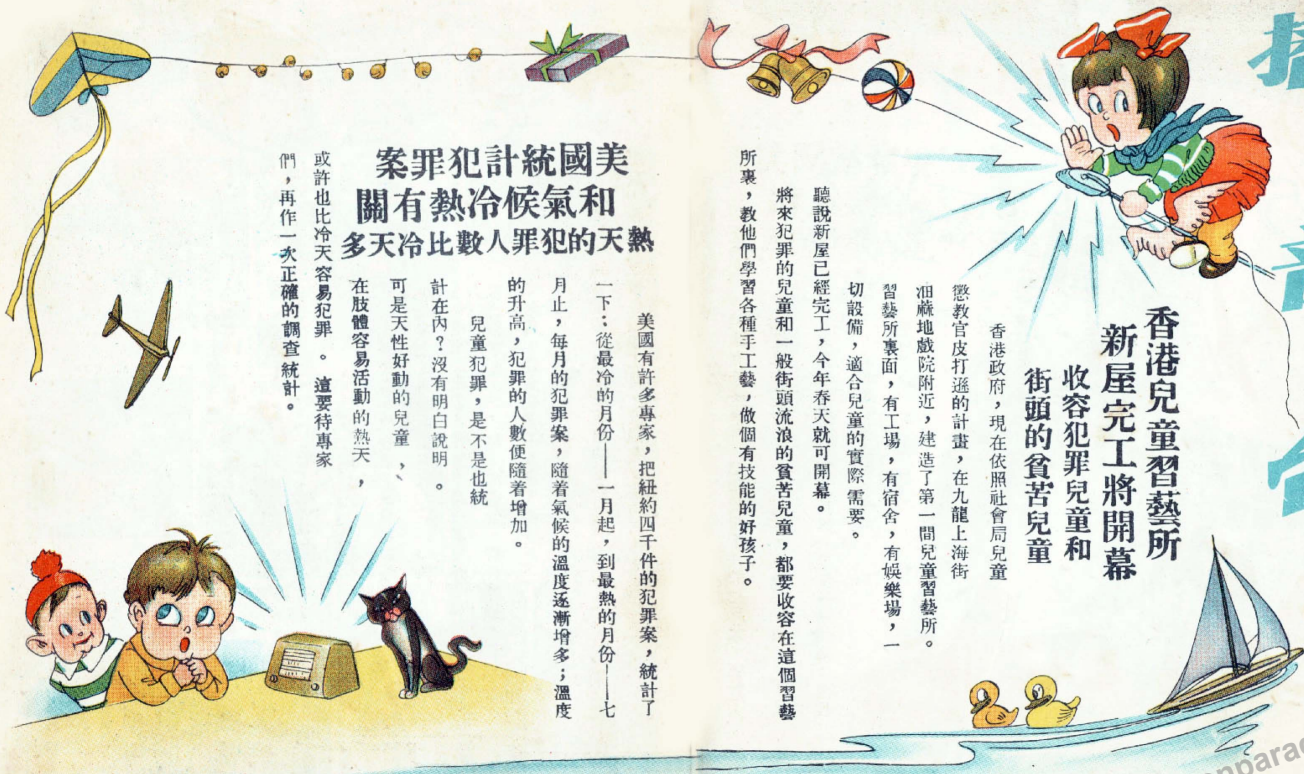 播音台
香港兒童習藝所
新屋完工將開幕
收容犯罪兒童和
街頭的貧苦兒童
香港政府，現在依照社會局兒童
懲教官皮打遜的計畫，在九龍上海街
油蔴地戲院附近，建造了第一間兒童習藝所。
習藝所裏面，有工場，有宿舍，有娛樂場，一
切設備，適合兒童的實際需要。
聽說新屋已經完工，今年春天就可開幕。
將來犯罪的兒童和一般街頭流浪的貧苦兒童，都要收容在這個習藝
所裏，教他們學習各種手工藝，做個有技能的好孩子。
美國統計犯罪案
和氣候冷熱有關
熱天的犯罪人數比冷天多
美國有許多專家，把紐約四千件的犯罪案，統計了
一下：從最冷的月份——一月起，到最熱的月份——七
月止，每月的犯罪案，隨着氣候的溫度逐漸增多；溫度
的升高，犯罪的人數便隨着增加。
兒童犯罪，是不是也統
計在內？沒有明白說明。
可是天性好動的兒童，、
在肢體容易活動的熱天，
或許也比冷天容易犯罪。這要待專家
們，再作一次正確的調查統計。